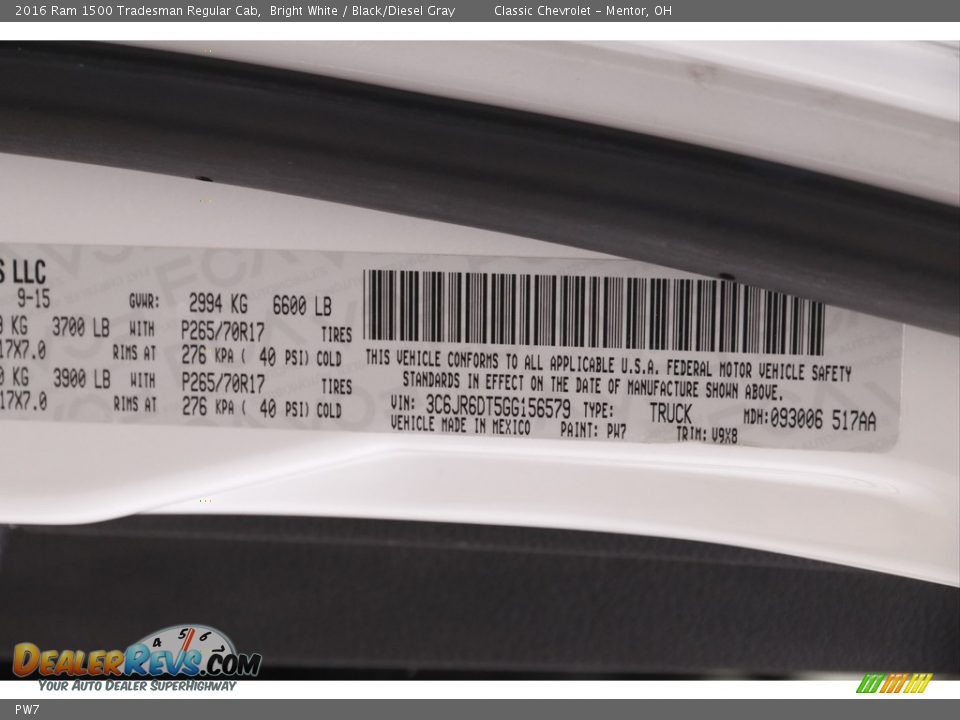 2016 Ram 1500 Tradesman Regular Cab, Bright White / Black/Diesel Gray Classic Chevrolet – Mentor, OH
S LLC
9-15 GVWR: 2994 KG 6600 LB
KG 3700 LB WITH P265/70R17 TIRES
17X7.0 RIMS AT 276 KPA ( 40 PSI) COLD
KG 3900 LB WITH P265/70R17 TIRES
17X7.0 RIMS AT 276 KPA ( 40 PSI) COLD
THIS VEHICLE CONFORMS TO ALL APPLICABLE U.S.A. FEDERAL MOTOR VEHICLE SAFETY
STANDARDS IN EFFECT ON THE DATE OF MANUFACTURE SHOWN ABOVE.
VIN: 3C6JR6DT5GG156579 TYPE: TRUCK MDH:093006 517AA
VEHICLE MADE IN MEXICO PAINT: PW7 TRIM: V9X8
4 5 6
DealerRevs.com
Your Auto Dealer SuperHighway
PW7